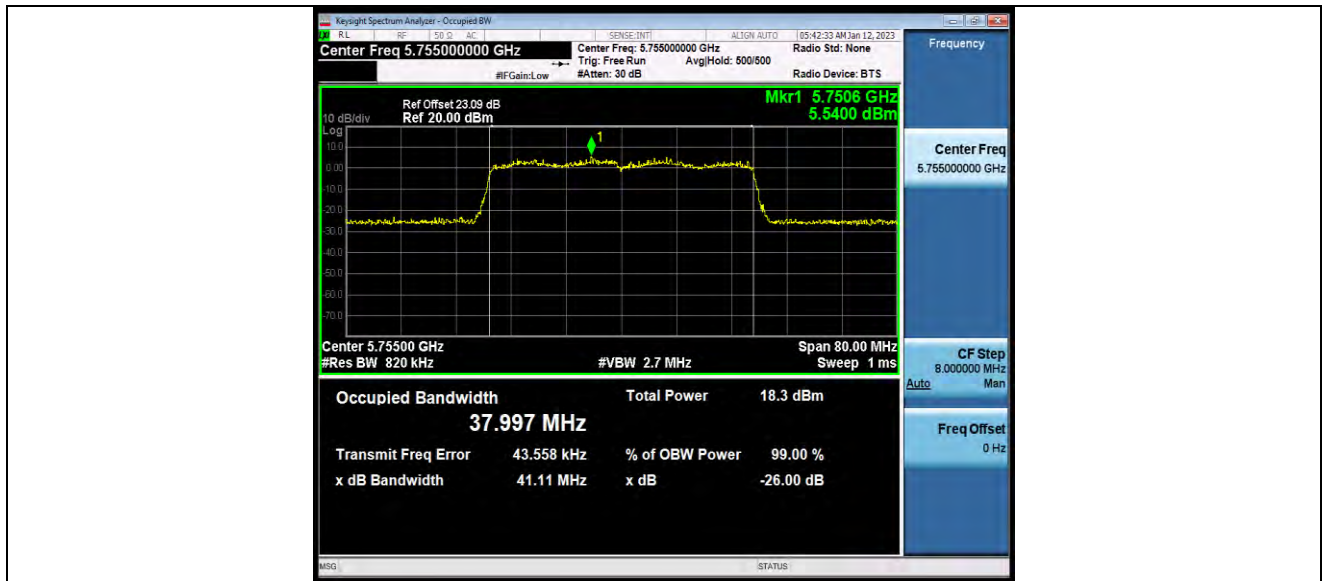 Keysight Spectrum Analyzer - Occupied BW
LXI RL RF 50 Ω AC SENSE:INT ALIGN AUTO 05:42:33 AM Jan 12, 2023
Center Freq 5.755000000 GHz
Center Freq: 5.755000000 GHz
Radio Std: None
Trig: Free Run Avg|Hold: 500/500
#IFGain:Low
#Atten: 30 dB
Radio Device: BTS
Ref Offset 23.09 dB
10 dB/div Ref 20.00 dBm
Mkr1 5.7506 GHz
5.5400 dBm
Log
10.0
0.00
-10.0
-20.0
-30.0
-40.0
-50.0
-60.0
-70.0
1
Center 5.75500 GHz Span 80.00 MHz
#Res BW 820 kHz #VBW 2.7 MHz Sweep 1 ms
Occupied Bandwidth Total Power 18.3 dBm
37.997 MHz
Transmit Freq Error 43.558 kHz % of OBW Power 99.00 %
x dB Bandwidth 41.11 MHz x dB -26.00 dB
MSG STATUS
Frequency
Center Freq
5.755000000 GHz
CF Step
8.000000 MHz
Auto Man
Freq Offset
0 Hz